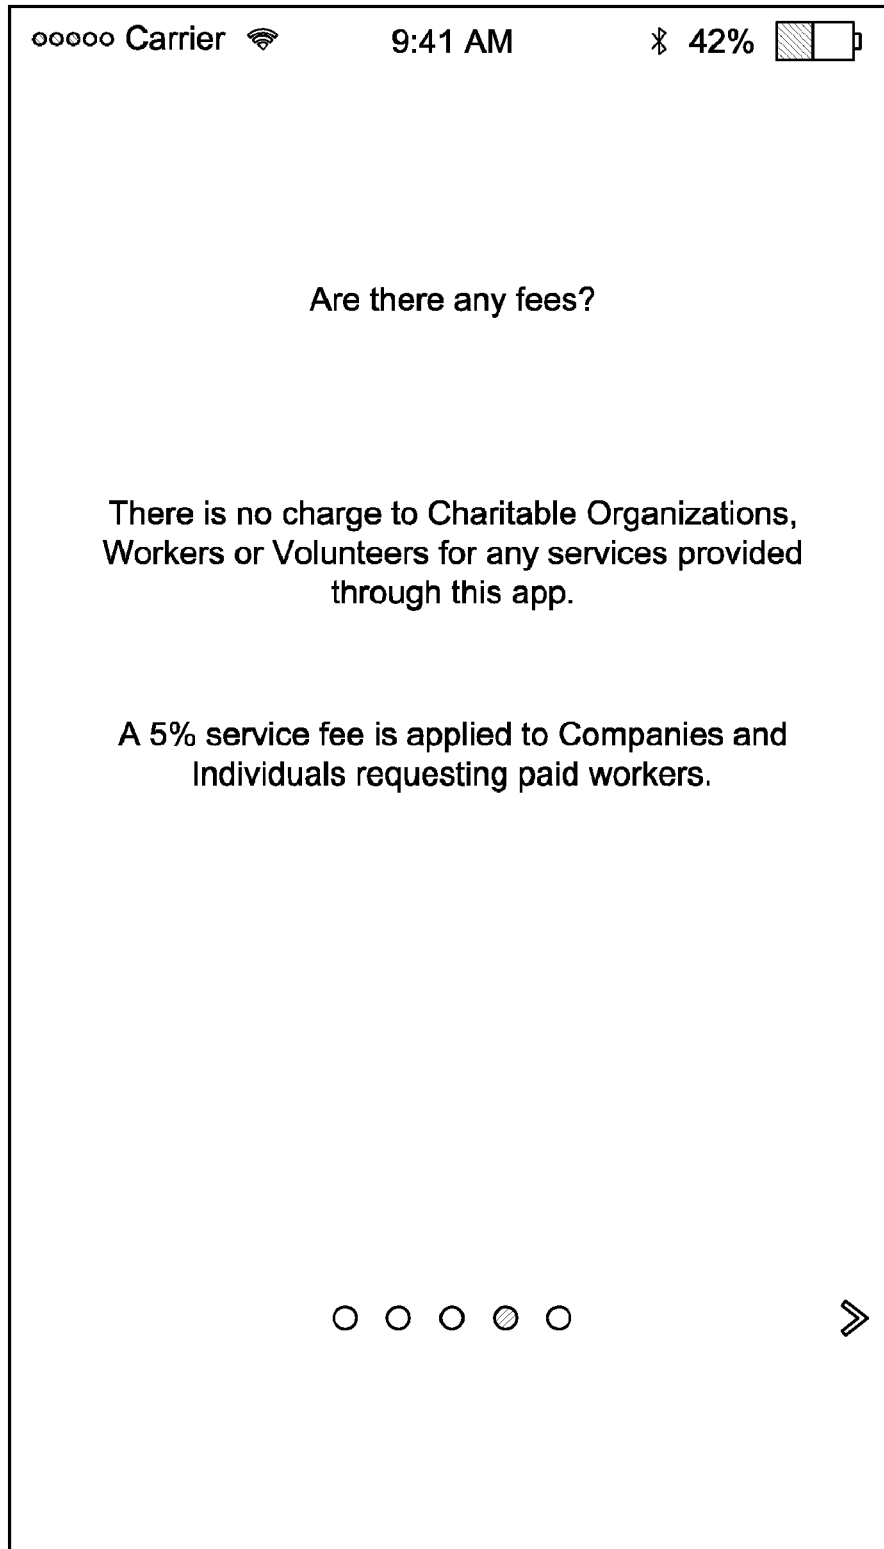 Carrier 9:41 AM 42%
Are there any fees?
There is no charge to Charitable Organizations,
Workers or Volunteers for any services provided
through this app.
A 5% service fee is applied to Companies and
Individuals requesting paid workers.